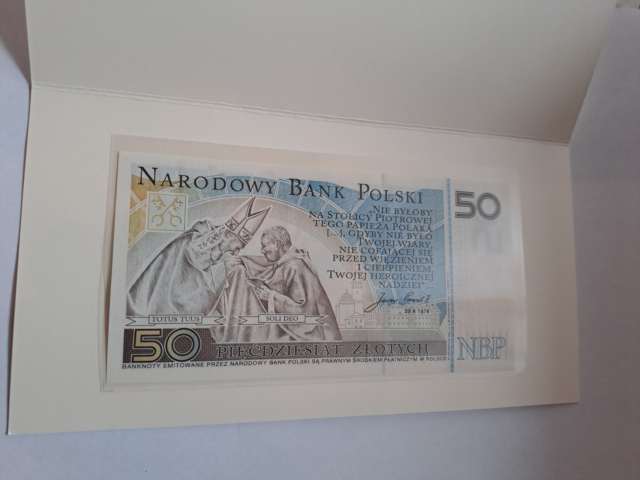 NARODOWY BANK POLSKI
50
NIE BYŁOBY
NA STOLICY PIOTROWEJ
TEGO PAPIEŻA POLAKA,
[...], GDYBY NIE BYŁO
TWOJEJ WIARY,
NIE COFAJĄCEJ SIĘ
PRZED WIĘZIENIEM
I CIERPIENIEM,
TWOJEJ HEROICZNEJ
NADZIEI
23 X 1978
TOTUS TUUS
SOLI DEO
50 PIĘĆDZIESIĄT ZŁOTYCH
NBP
BANKNOTY EMITOWANE PRZEZ NARODOWY BANK POLSKI SĄ PRAWNYM ŚRODKIEM PŁATNICZYM W POLSCE